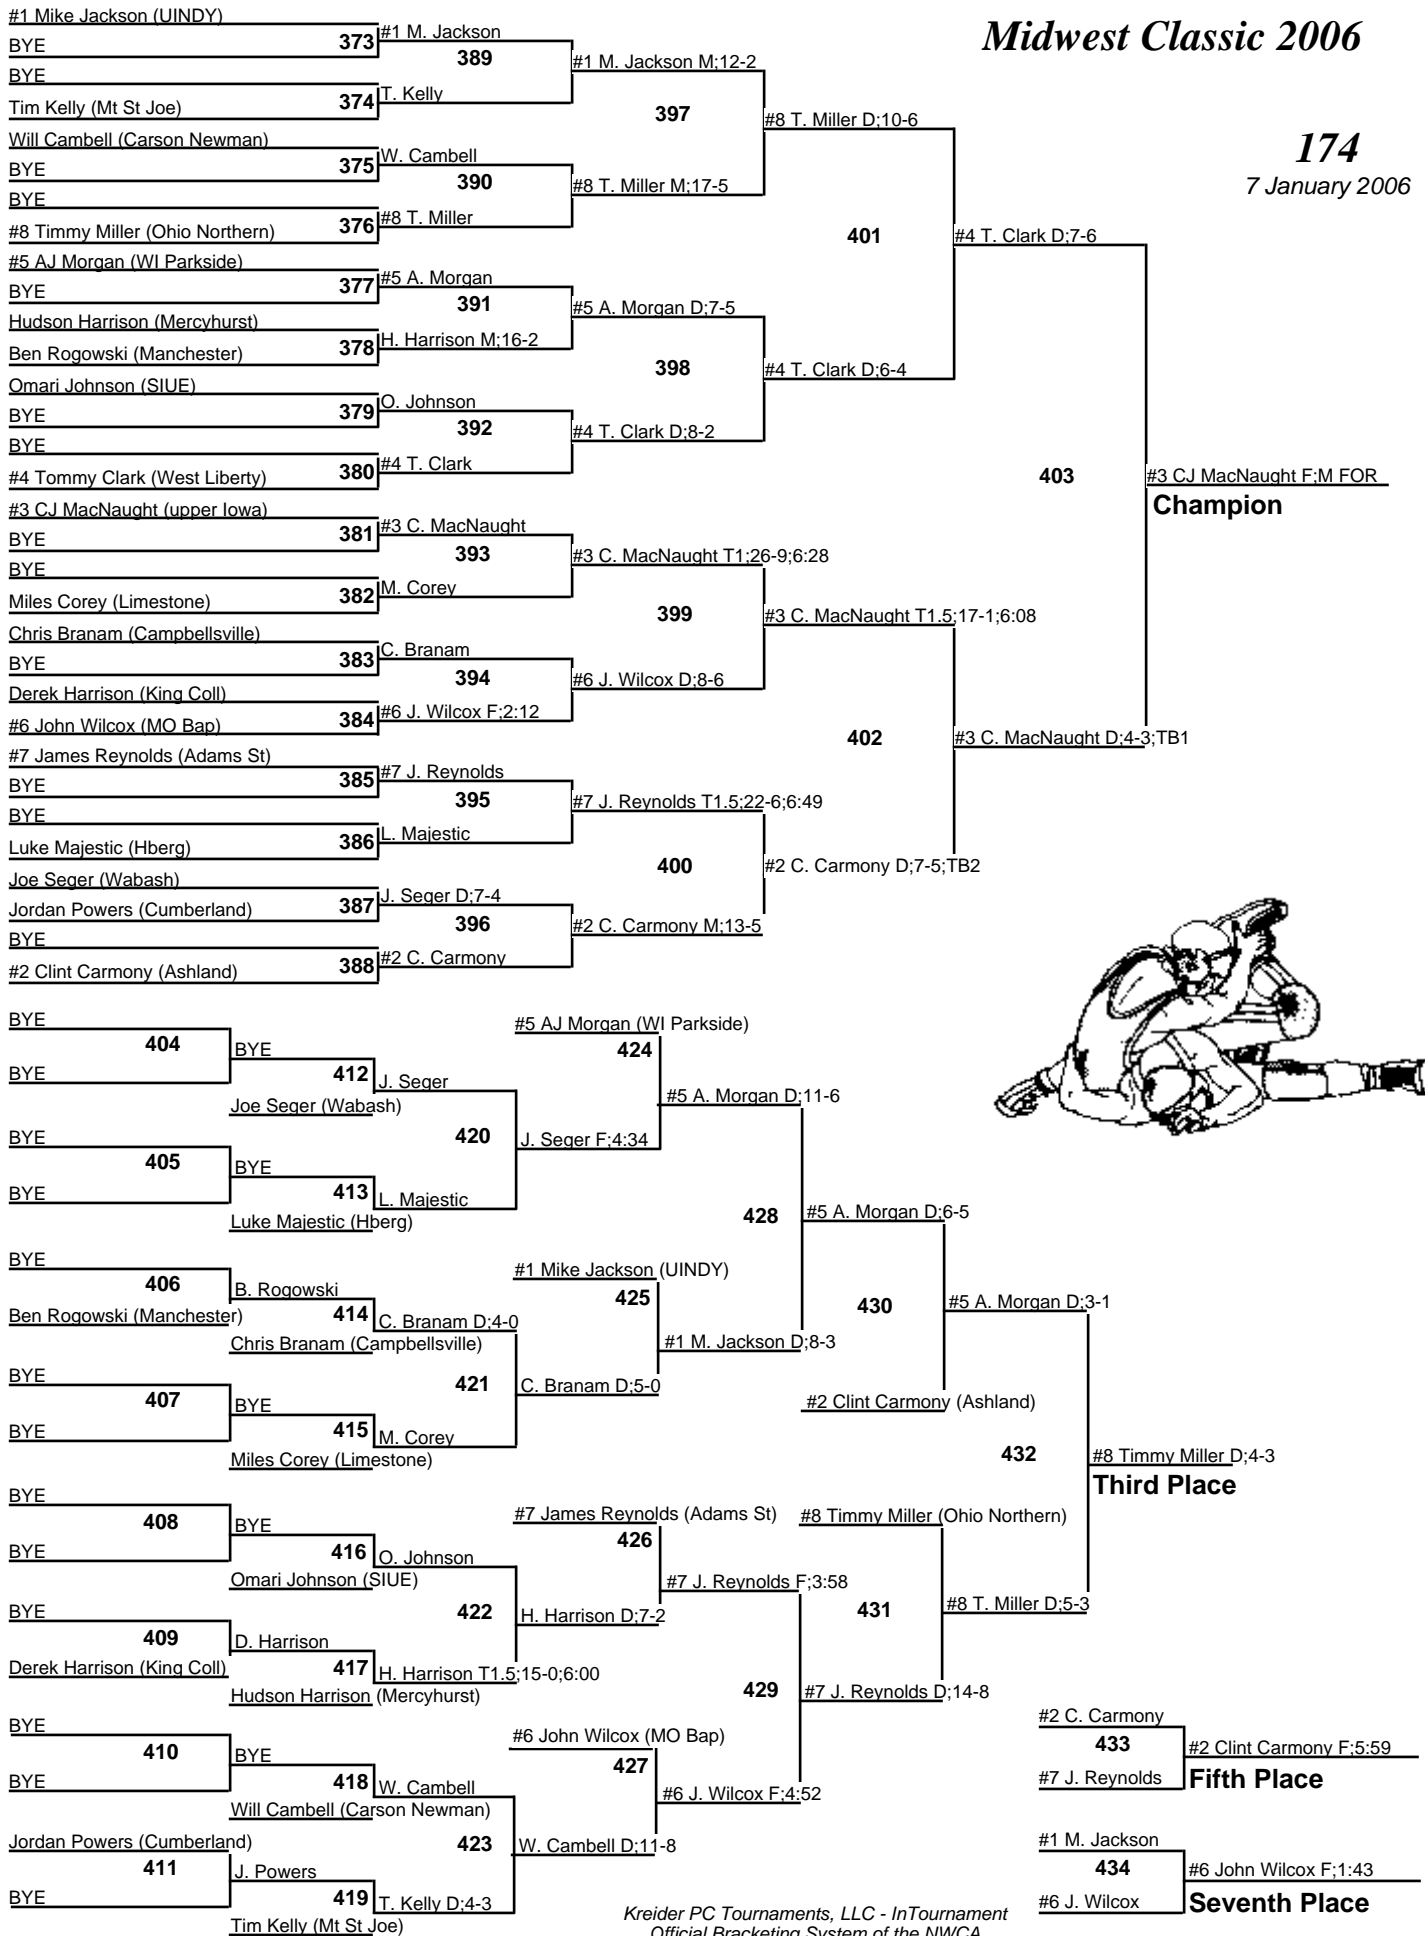 Midwest Classic 2006
174
7 January 2006
#1 Mike Jackson (UINDY)
BYE
373
#1 M. Jackson
389
BYE
Tim Kelly (Mt St Joe)
374
T. Kelly
#1 M. Jackson M;12-2
397
Will Cambell (Carson Newman)
BYE
375
W. Cambell
390
BYE
#8 Timmy Miller (Ohio Northern)
376
#8 T. Miller
#8 T. Miller M;17-5
#8 T. Miller D;10-6
401
#5 AJ Morgan (WI Parkside)
BYE
377
#5 A. Morgan
391
Hudson Harrison (Mercyhurst)
Ben Rogowski (Manchester)
378
H. Harrison M;16-2
#5 A. Morgan D;7-5
398
Omari Johnson (SIUE)
BYE
379
O. Johnson
392
BYE
#4 Tommy Clark (West Liberty)
380
#4 T. Clark
#4 T. Clark D;8-2
#4 T. Clark D;6-4
#4 T. Clark D;7-6
403
#3 CJ MacNaught F;M FOR
Champion
#3 CJ MacNaught (upper Iowa)
BYE
381
#3 C. MacNaught
393
BYE
Miles Corey (Limestone)
382
M. Corey
#3 C. MacNaught T1;26-9;6:28
399
Chris Branam (Campbellsville)
BYE
383
C. Branam
394
Derek Harrison (King Coll)
#6 John Wilcox (MO Bap)
384
#6 J. Wilcox F;2:12
#6 J. Wilcox D;8-6
#3 C. MacNaught T1.5;17-1;6:08
402
#3 C. MacNaught D;4-3;TB1
#7 James Reynolds (Adams St)
BYE
385
#7 J. Reynolds
395
BYE
Luke Majestic (Hberg)
386
L. Majestic
#7 J. Reynolds T1.5;22-6;6:49
400
#2 C. Carmony D;7-5;TB2
Joe Seger (Wabash)
Jordan Powers (Cumberland)
387
J. Seger D;7-4
396
BYE
#2 Clint Carmony (Ashland)
388
#2 C. Carmony
#2 C. Carmony M;13-5
BYE
404
BYE
BYE
412
J. Seger
Joe Seger (Wabash)
420
BYE
405
BYE
BYE
413
L. Majestic
Luke Majestic (Hberg)
J. Seger F;4:34
#5 AJ Morgan (WI Parkside)
424
#5 A. Morgan D;11-6
428
BYE
406
Ben Rogowski (Manchester)
B. Rogowski
414
C. Branam D;4-0
Chris Branam (Campbellsville)
421
BYE
407
BYE
BYE
415
M. Corey
Miles Corey (Limestone)
C. Branam D;5-0
#1 Mike Jackson (UINDY)
425
#1 M. Jackson D;8-3
#5 A. Morgan D;6-5
430
#2 Clint Carmony (Ashland)
#5 A. Morgan D;3-1
432
#8 Timmy Miller D;4-3
Third Place
BYE
408
BYE
BYE
416
O. Johnson
Omari Johnson (SIUE)
422
BYE
409
Derek Harrison (King Coll)
D. Harrison
417
H. Harrison T1.5;15-0;6:00
Hudson Harrison (Mercyhurst)
H. Harrison D;7-2
#7 James Reynolds (Adams St)
426
#7 J. Reynolds F;3:58
429
#8 Timmy Miller (Ohio Northern)
431
#8 T. Miller D;5-3
#7 J. Reynolds D;14-8
BYE
410
BYE
BYE
418
W. Cambell
Will Cambell (Carson Newman)
423
Jordan Powers (Cumberland)
411
BYE
J. Powers
419
T. Kelly D;4-3
Tim Kelly (Mt St Joe)
W. Cambell D;11-8
#6 John Wilcox (MO Bap)
427
#6 J. Wilcox F;4:52
#2 C. Carmony
433
#7 J. Reynolds
#2 Clint Carmony F;5:59
Fifth Place
#1 M. Jackson
434
#6 J. Wilcox
#6 John Wilcox F;1:43
Seventh Place
Kreider PC Tournaments, LLC - InTournament
Official Bracketing System of the NWCA